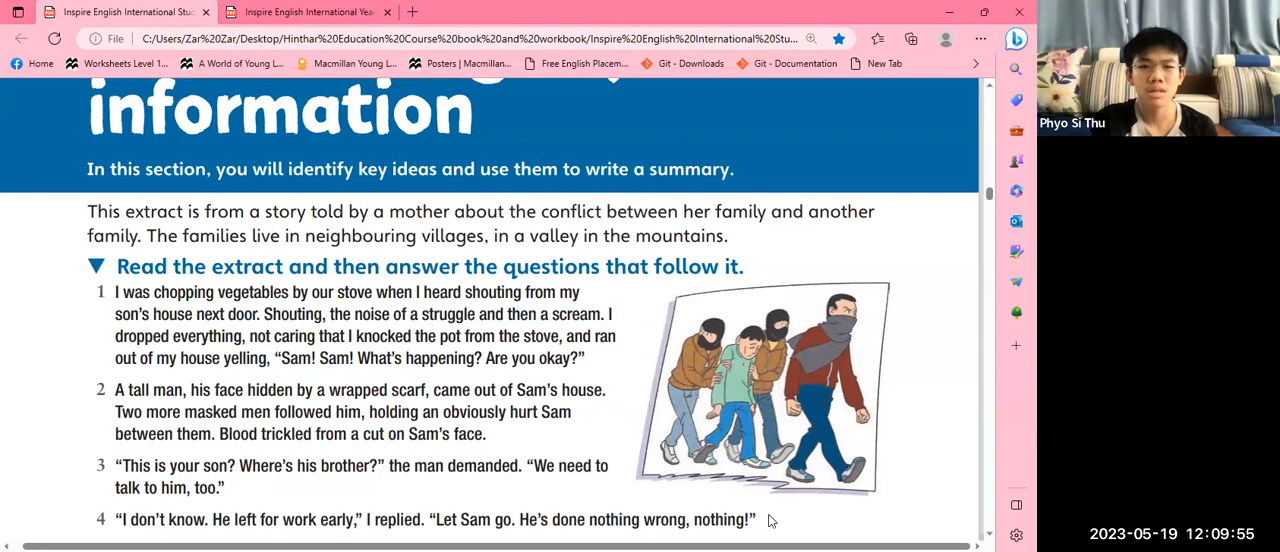 Inspire English International Stud
Inspire English International Year
File
C:/Users/Zar%20Zar/Desktop/Hinthar%20Education%20Course%20book%20and%20workbook/Inspire%20English%20International%20Stu...
Home
Worksheets Level 1...
A World of Young L...
Macmillan Young L...
Posters | Macmillan...
Free English Placem...
Git - Downloads
Git - Documentation
New Tab
Phyo Si Thu
information
In this section, you will identify key ideas and use them to write a summary.
This extract is from a story told by a mother about the conflict between her family and another
family. The families live in neighbouring villages, in a valley in the mountains.
Read the extract and then answer the questions that follow it.
1 I was chopping vegetables by our stove when I heard shouting from my
son's house next door. Shouting, the noise of a struggle and then a scream. I
dropped everything, not caring that I knocked the pot from the stove, and ran
out of my house yelling, “Sam! Sam! What's happening? Are you okay?”
2 A tall man, his face hidden by a wrapped scarf, came out of Sam's house.
Two more masked men followed him, holding an obviously hurt Sam
between them. Blood trickled from a cut on Sam's face.
3 “This is your son? Where's his brother?” the man demanded. “We need to
talk to him, too.”
4 “I don't know. He left for work early,” I replied. “Let Sam go. He's done nothing wrong, nothing!”
2023-05-19 12:09:55